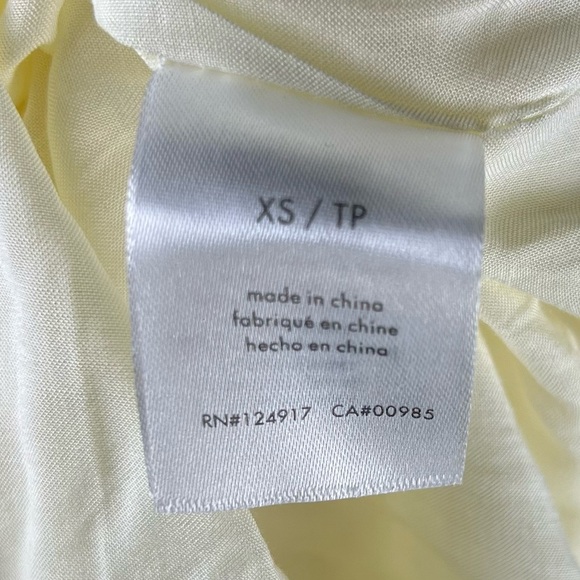 XS / TP
made in china
fabriqué en chine
hecho en china
RN#124917 CA#00985